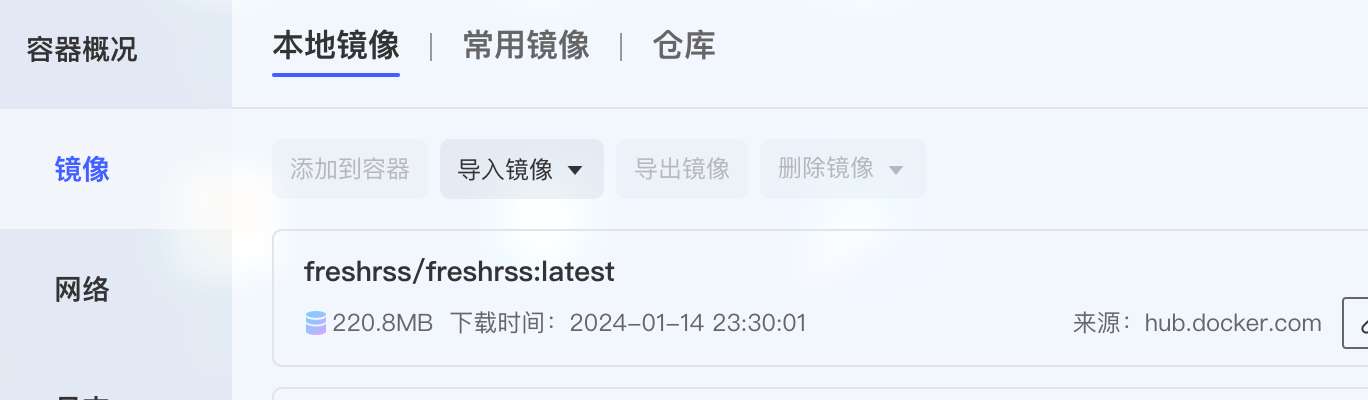 容器概况
本地镜像 | 常用镜像 | 仓库
镜像
添加到容器 导入镜像 导出镜像 删除镜像
网络
freshrss/freshrss:latest
220.8MB 下载时间：2024-01-14 23:30:01 来源：hub.docker.com